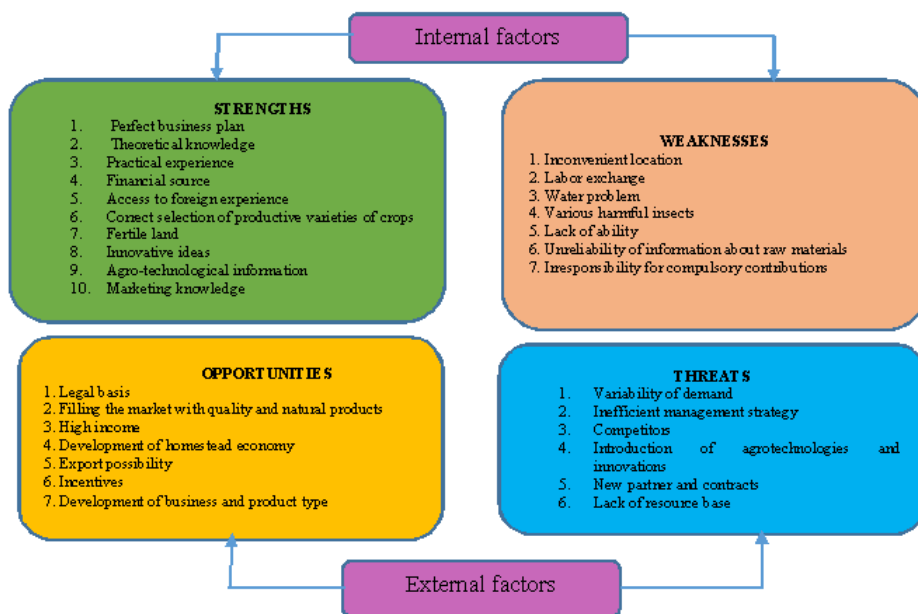 Internal factors
STRENGTHS
1. Perfect business plan
2. Theoretical knowledge
3. Practical experience
4. Financial source
5. Access to foreign experience
6. Correct selection of productive varieties of crops
7. Fertile land
8. Innovative ideas
9. Agro-technological information
10. Marketing knowledge
WEAKNESSES
1. Inconvenient location
2. Labor exchange
3. Water problem
4. Various harmful insects
5. Lack of ability
6. Unreliability of information about raw materials
7. Irresponsibility for compulsory contributions
OPPORTUNITIES
1. Legal basis
2. Filling the market with quality and natural products
3. High income
4. Development of homestead economy
5. Export possibility
6. Incentives
7. Development of business and product type
THREATS
1. Variability of demand
2. Inefficient management strategy
3. Competitors
4. Introduction of agrotechnologies and
innovations
5. New partner and contracts
6. Lack of resource base
External factors